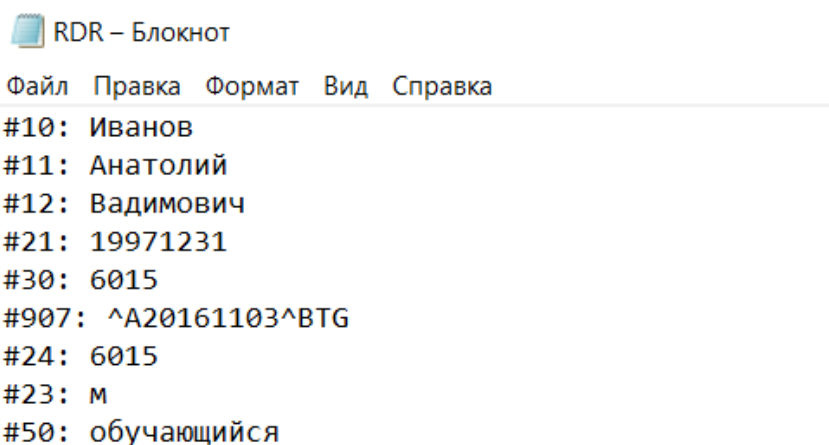 RDR – Блокнот
Файл Правка Формат Вид Справка
#10: Иванов
#11: Анатолий
#12: Вадимович
#21: 19971231
#30: 6015
#907: ^A20161103^BTG
#24: 6015
#23: м
#50: обучающийся